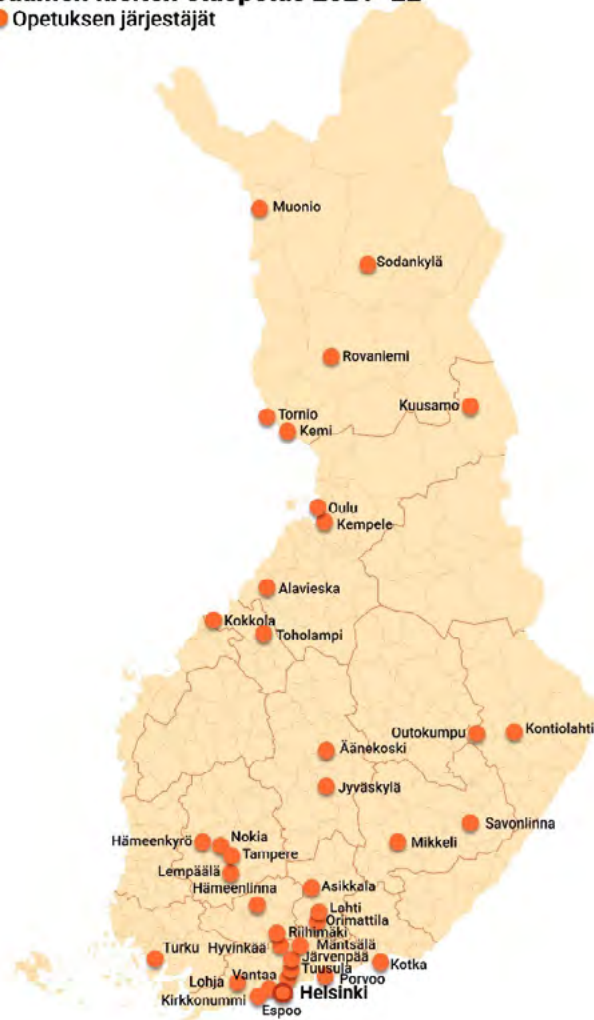 Opetuksen järjestäjät
Muonio
Sodankylä
Rovaniemi
Kuusamo
Tornio
Kemi
Oulu
Kempele
Alavieska
Kokkola
Toholampi
Outokumpu
Kontiolahti
Äänekoski
Jyväskylä
Savonlinna
Hämeenkyrö
Nokia
Mikkeli
Tampere
Lempäälä
Hämeenlinna
Asikkala
Lahti
Orimattila
Riihimäki
Turku
Hyvinkää
Mäntsälä
Järvenpää
Kotka
Vantaa
Tuusula
Lohja
Porvoo
Kirkkonummi
Helsinki
Espoo